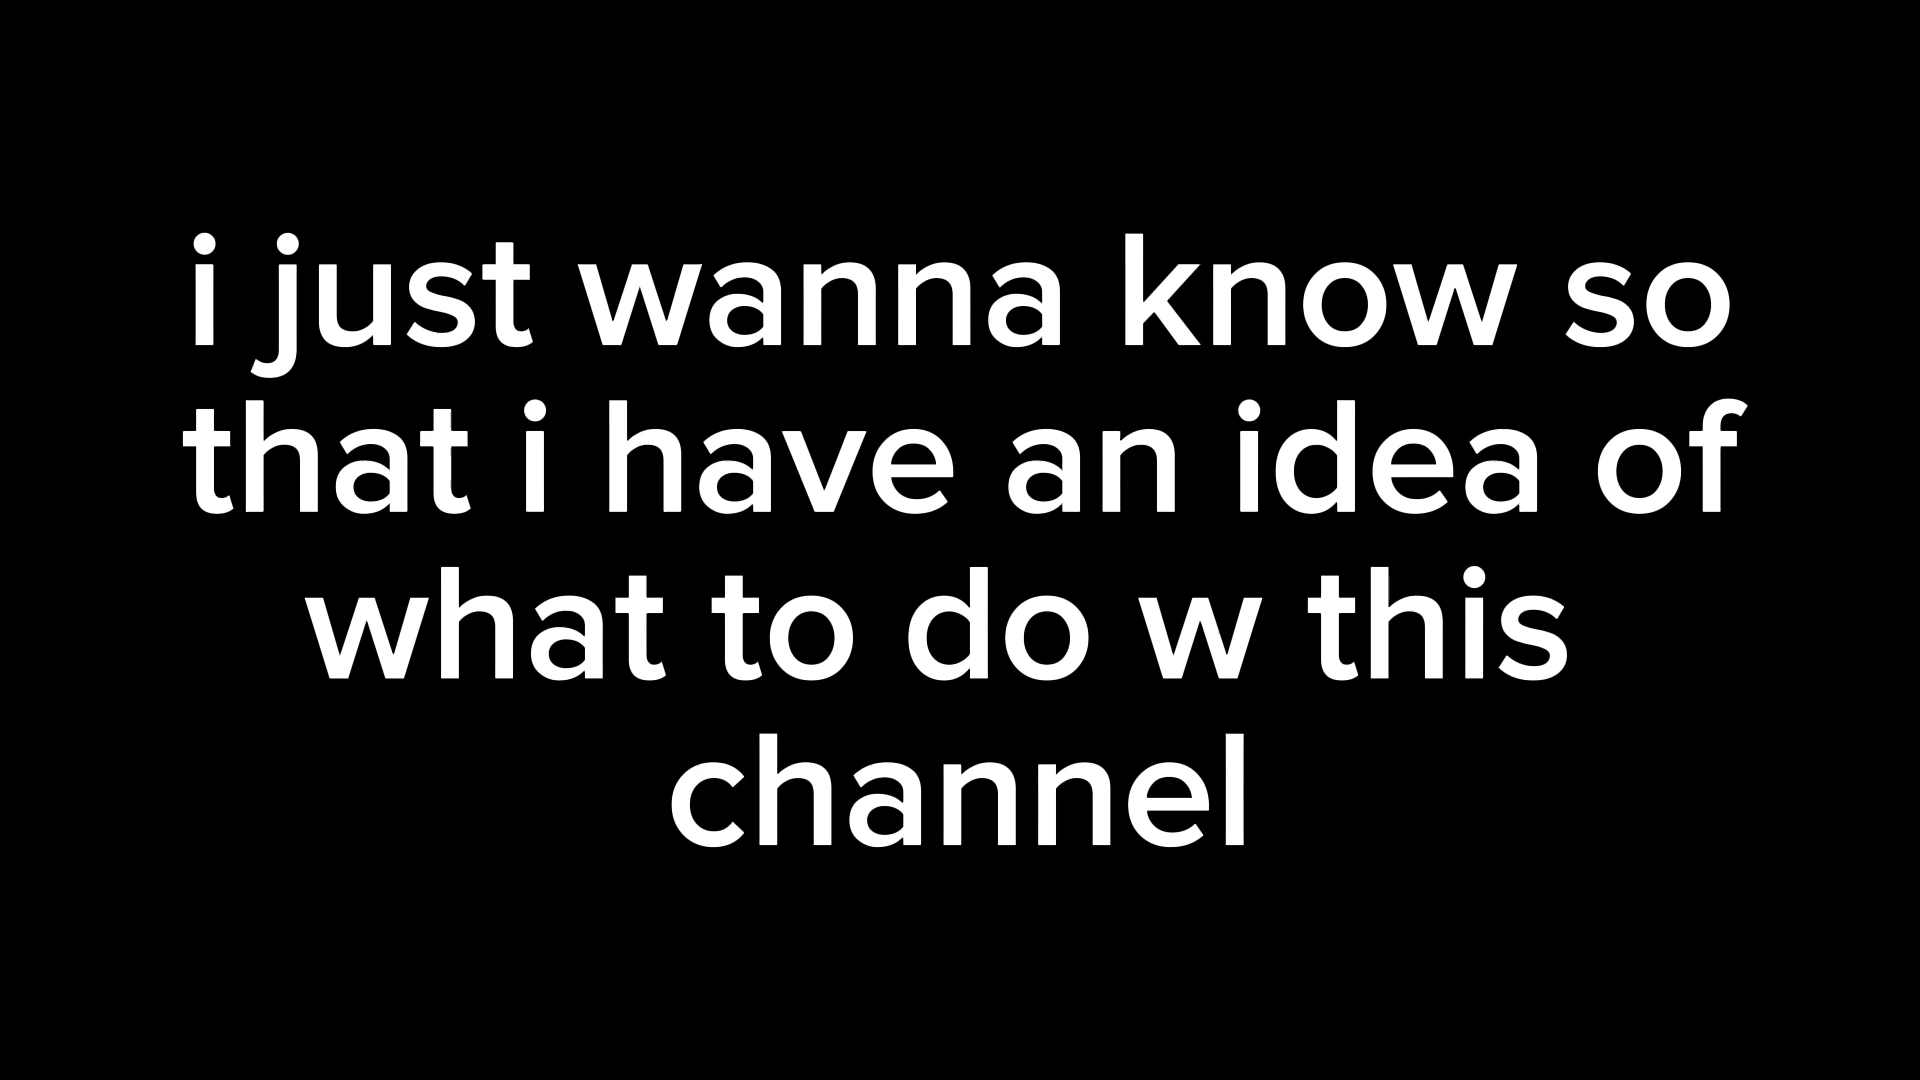 i just wanna know so
that i have an idea of
what to do w this
channel